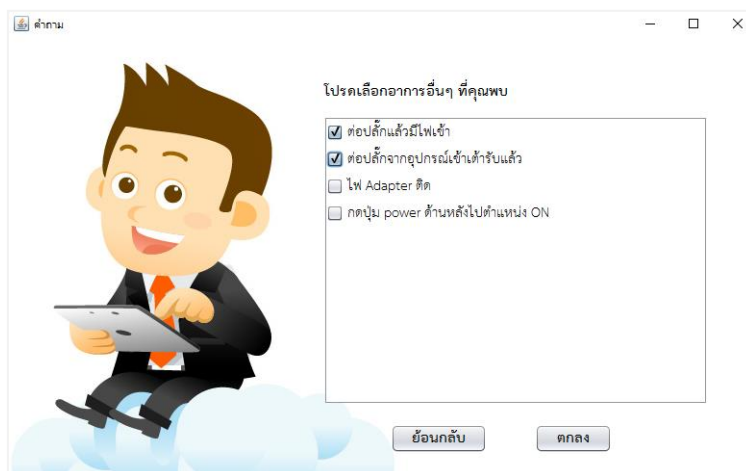 คำถาม
โปรดเลือกอาการอื่นๆ ที่คุณพบ
ต่อปลั๊กแล้วมีไฟเข้า
ต่อปลั๊กจากอุปกรณ์เข้าเต้ารับแล้ว
ไฟ Adapter ติด
กดปุ่ม power ด้านหลังไปตำแหน่ง ON
ย้อนกลับ
ตกลง